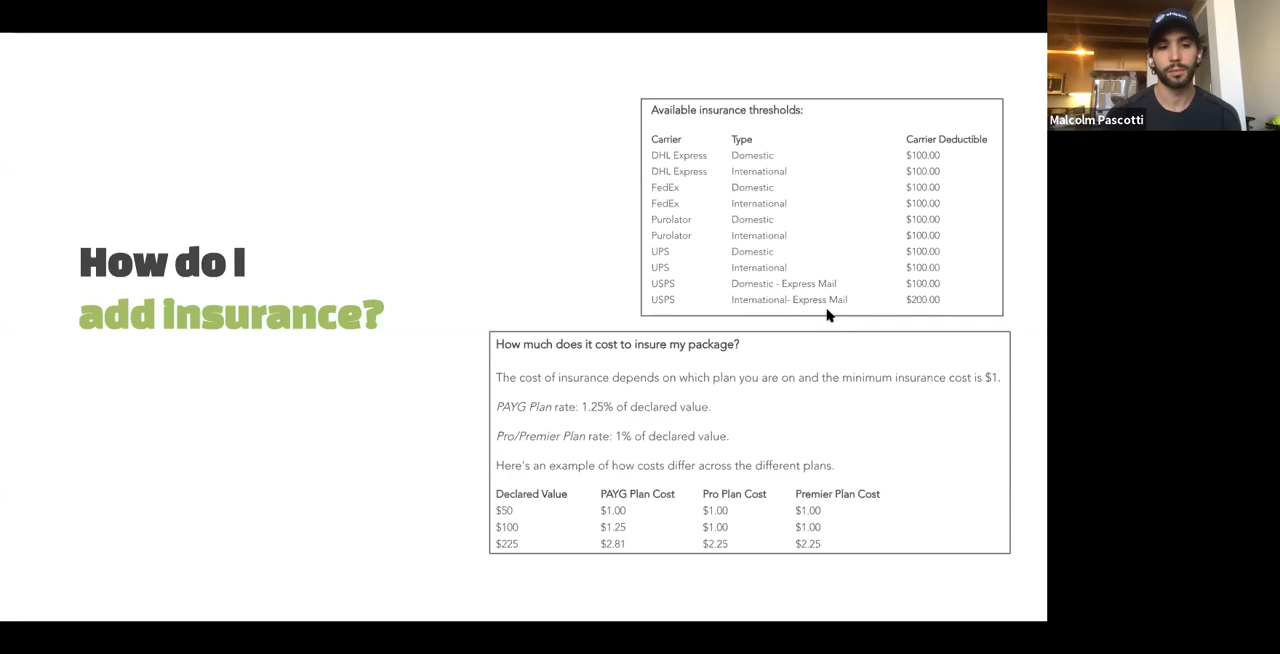 How do I
add insurance?
Available insurance thresholds:
Carrier Type Carrier Deductible
DHL Express Domestic $100.00
DHL Express International $100.00
FedEx Domestic $100.00
FedEx International $100.00
Purolator Domestic $100.00
Purolator International $100.00
UPS Domestic $100.00
UPS International $100.00
USPS Domestic - Express Mail $100.00
USPS International- Express Mail $200.00
How much does it cost to insure my package?
The cost of insurance depends on which plan you are on and the minimum insurance cost is $1.
PAYG Plan rate: 1.25% of declared value.
Pro/Premier Plan rate: 1% of declared value.
Here's an example of how costs differ across the different plans.
Declared Value PAYG Plan Cost Pro Plan Cost Premier Plan Cost
$50 $1.00 $1.00 $1.00
$100 $1.25 $1.00 $1.00
$225 $2.81 $2.25 $2.25
Malcolm Pascotti